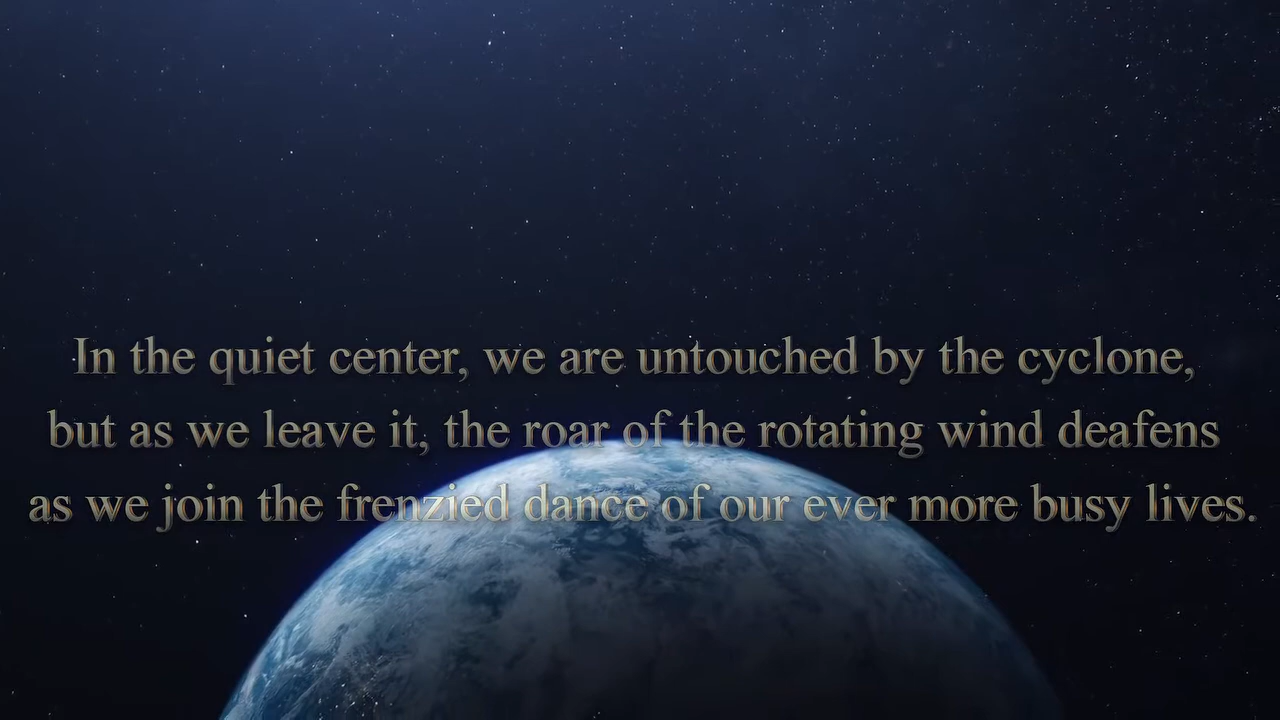 In the quiet center, we are untouched by the cyclone,
but as we leave it, the roar of the rotating wind deafens
as we join the frenzied dance of our ever more busy lives.